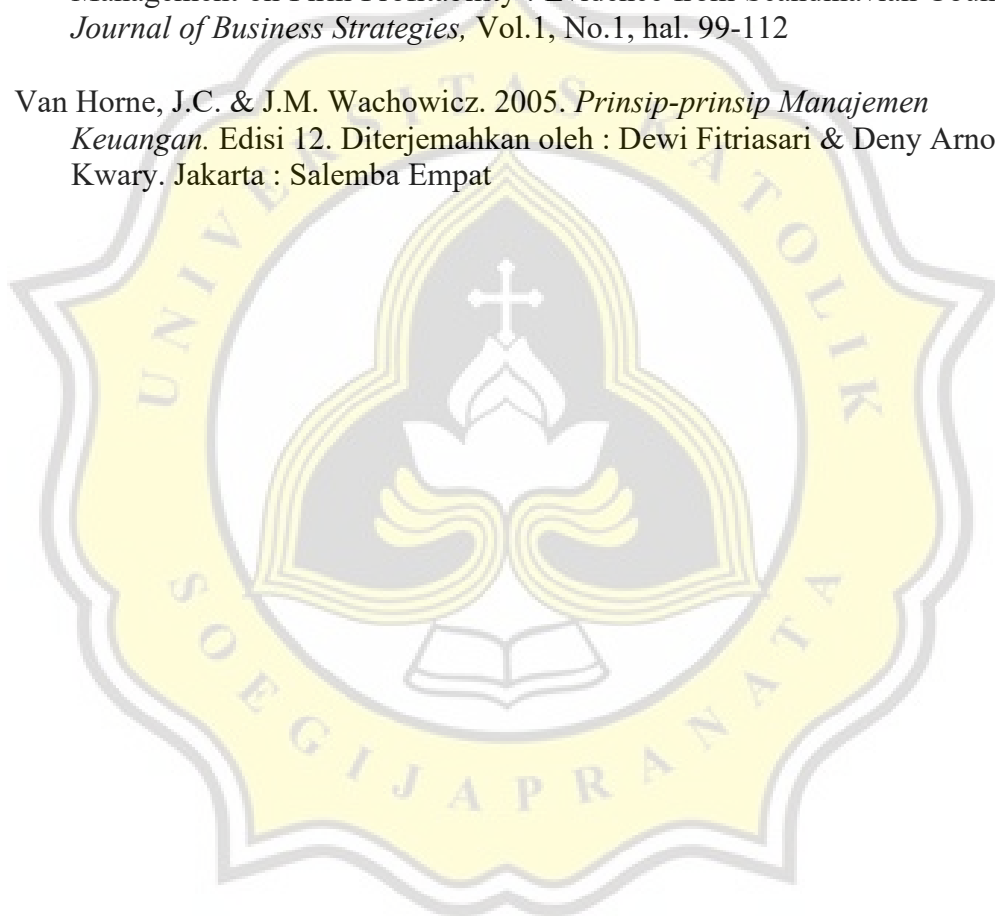 Management on Firm Profitability : Evidence from Scandinavian
Journal of Business Strategies, Vol.1, No.1, hal. 99-112
Van Horne, J.C. & J.M. Wachowicz. 2005. Prinsip-prinsip Manajemen
Keuangan. Edisi 12. Diterjemahkan oleh : Dewi Fitriasari & Deny Arno
Kwary. Jakarta : Salemba Empat
UNIVERSITAS KATOLIK
SOEGIJAPRANATA